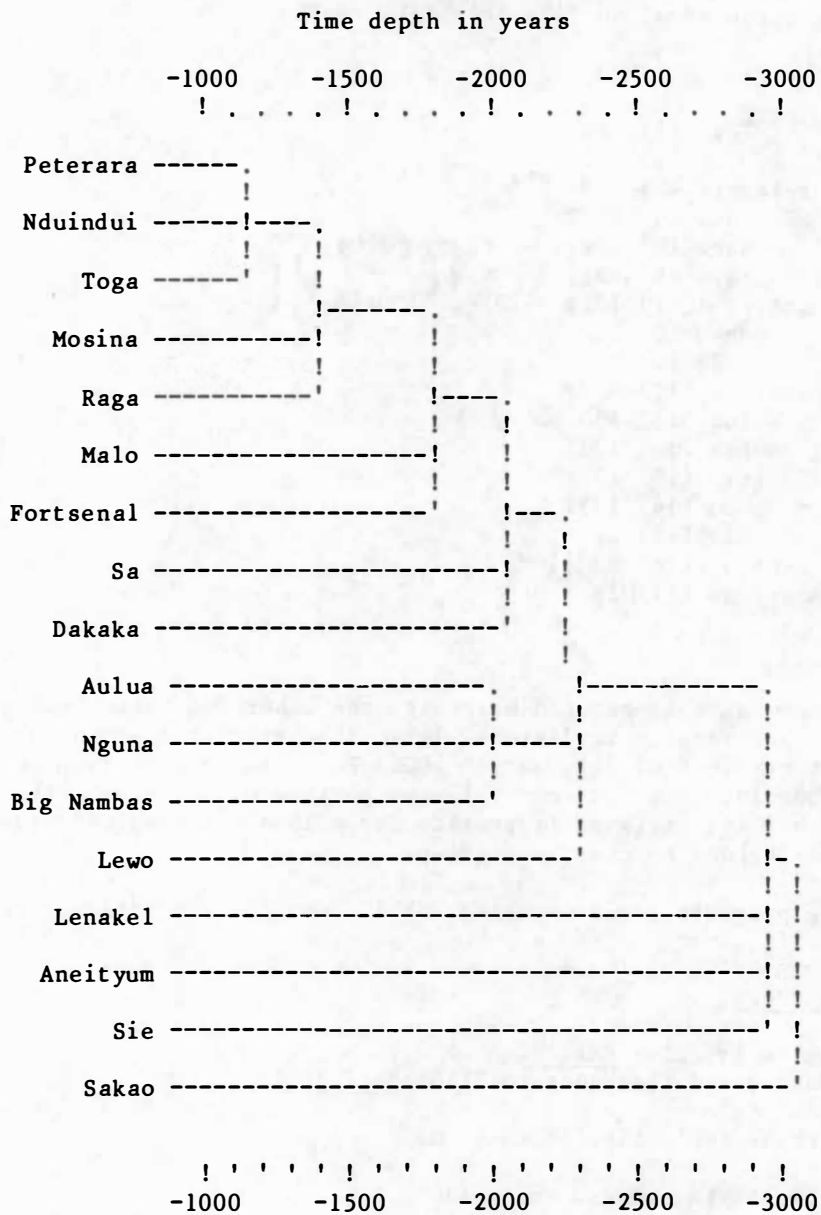 Time depth in years
-1000 -1500 -2000 -2500 -3000
Peterara
Nduindui
Toga
Mosina
Raga
Malo
Fortsenal
Sa
Dakaka
Aulua
Nguna
Big Nambas
Lewo
Lenakel
Aneityum
Sie
Sakao
-1000 -1500 -2000 -2500 -3000